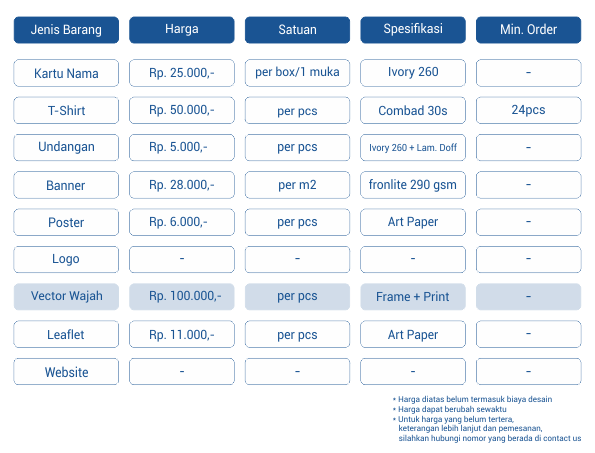 Jenis Barang Harga Satuan Spesifikasi Min. Order
Kartu Nama Rp. 25.000,- per box/1 muka Ivory 260 -
T-Shirt Rp. 50.000,- per pcs Combad 30s 24pcs
Undangan Rp. 5.000,- per pcs Ivory 260 + Lam. Doff -
Banner Rp. 28.000,- per m2 fronlite 290 gsm -
Poster Rp. 6.000,- per pcs Art Paper -
Logo - - - -
Vector Wajah Rp. 100.000,- per pcs Frame + Print -
Leaflet Rp. 11.000,- per pcs Art Paper -
Website - - - -
* Harga diatas belum termasuk biaya desain
* Harga dapat berubah sewaktu
* Untuk harga yang belum tertera,
keterangan lebih lanjut dan pemesanan,
silahkan hubungi nomor yang berada di contact us